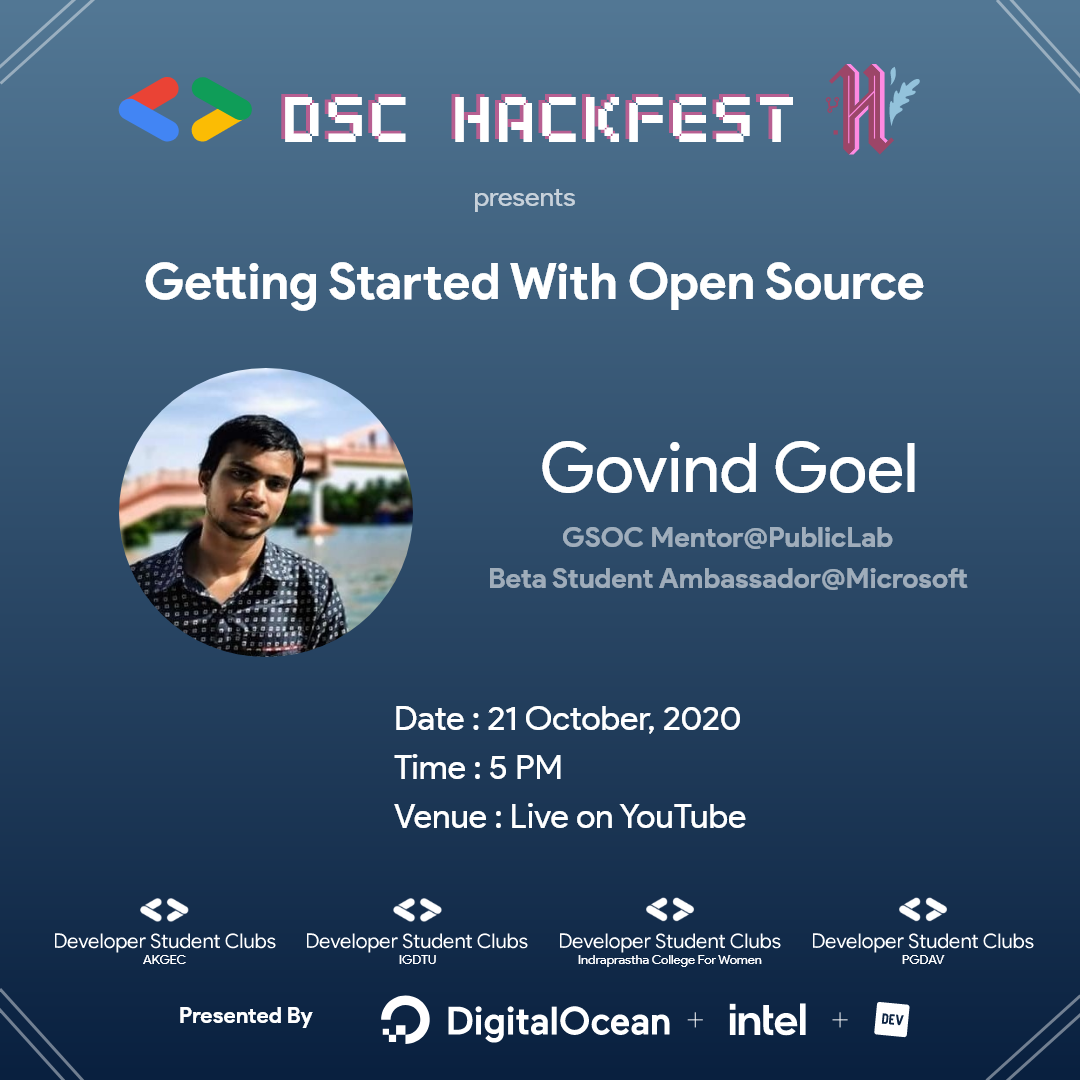 DSC HACKFEST H
presents
Getting Started With Open Source
Govind Goel
GSOC Mentor@PublicLab
Beta Student Ambassador@Microsoft
Date : 21 October, 2020
Time : 5 PM
Venue : Live on YouTube
Developer Student Clubs
AKGEC
Developer Student Clubs
IGDTU
Developer Student Clubs
Indraprastha College For Women
Developer Student Clubs
PGDAV
Presented By DigitalOcean + intel + DEV